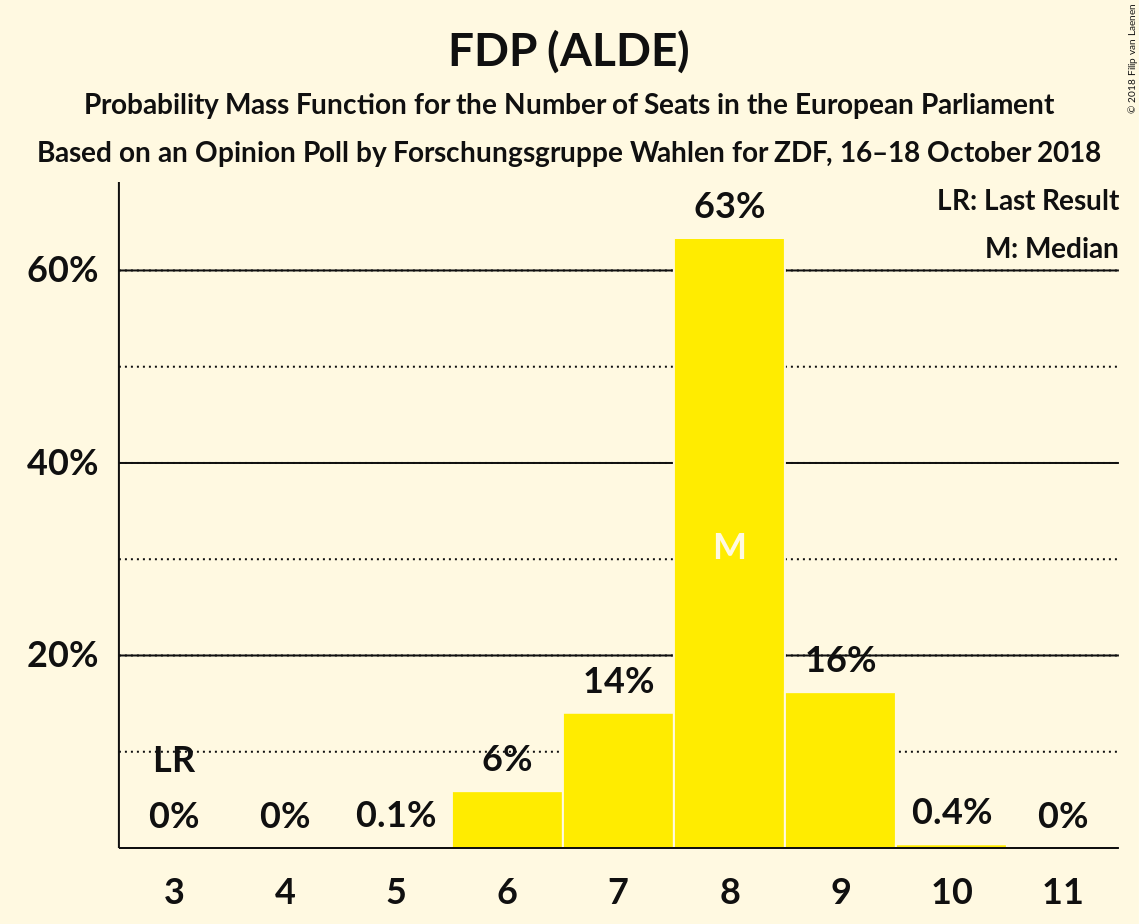 FDP (ALDE)
Probability Mass Function for the Number of Seats in the European Parliament
Based on an Opinion Poll by Forschungsgruppe Wahlen for ZDF, 16–18 October 2018
© 2018 Filip van Laenen
LR: Last Result
M: Median
60%
40%
20%
LR
0%
0%
0.1%
6%
14%
63%
M
16%
0.4%
0%
3 4 5 6 7 8 9 10 11